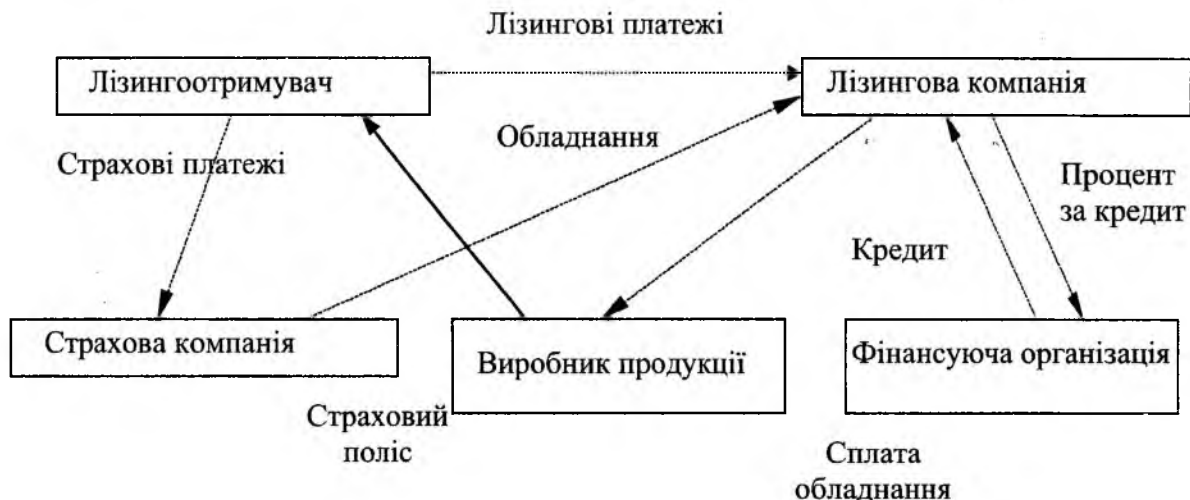 Лізингові платежі
Лізингоотримувач
Лізингова компанія
Обладнання
Страхові платежі
Процент
за кредит
Кредит
Страхова компанія
Виробник продукції
Фінансуюча організація
Страховий
поліс
Сплата
обладнання